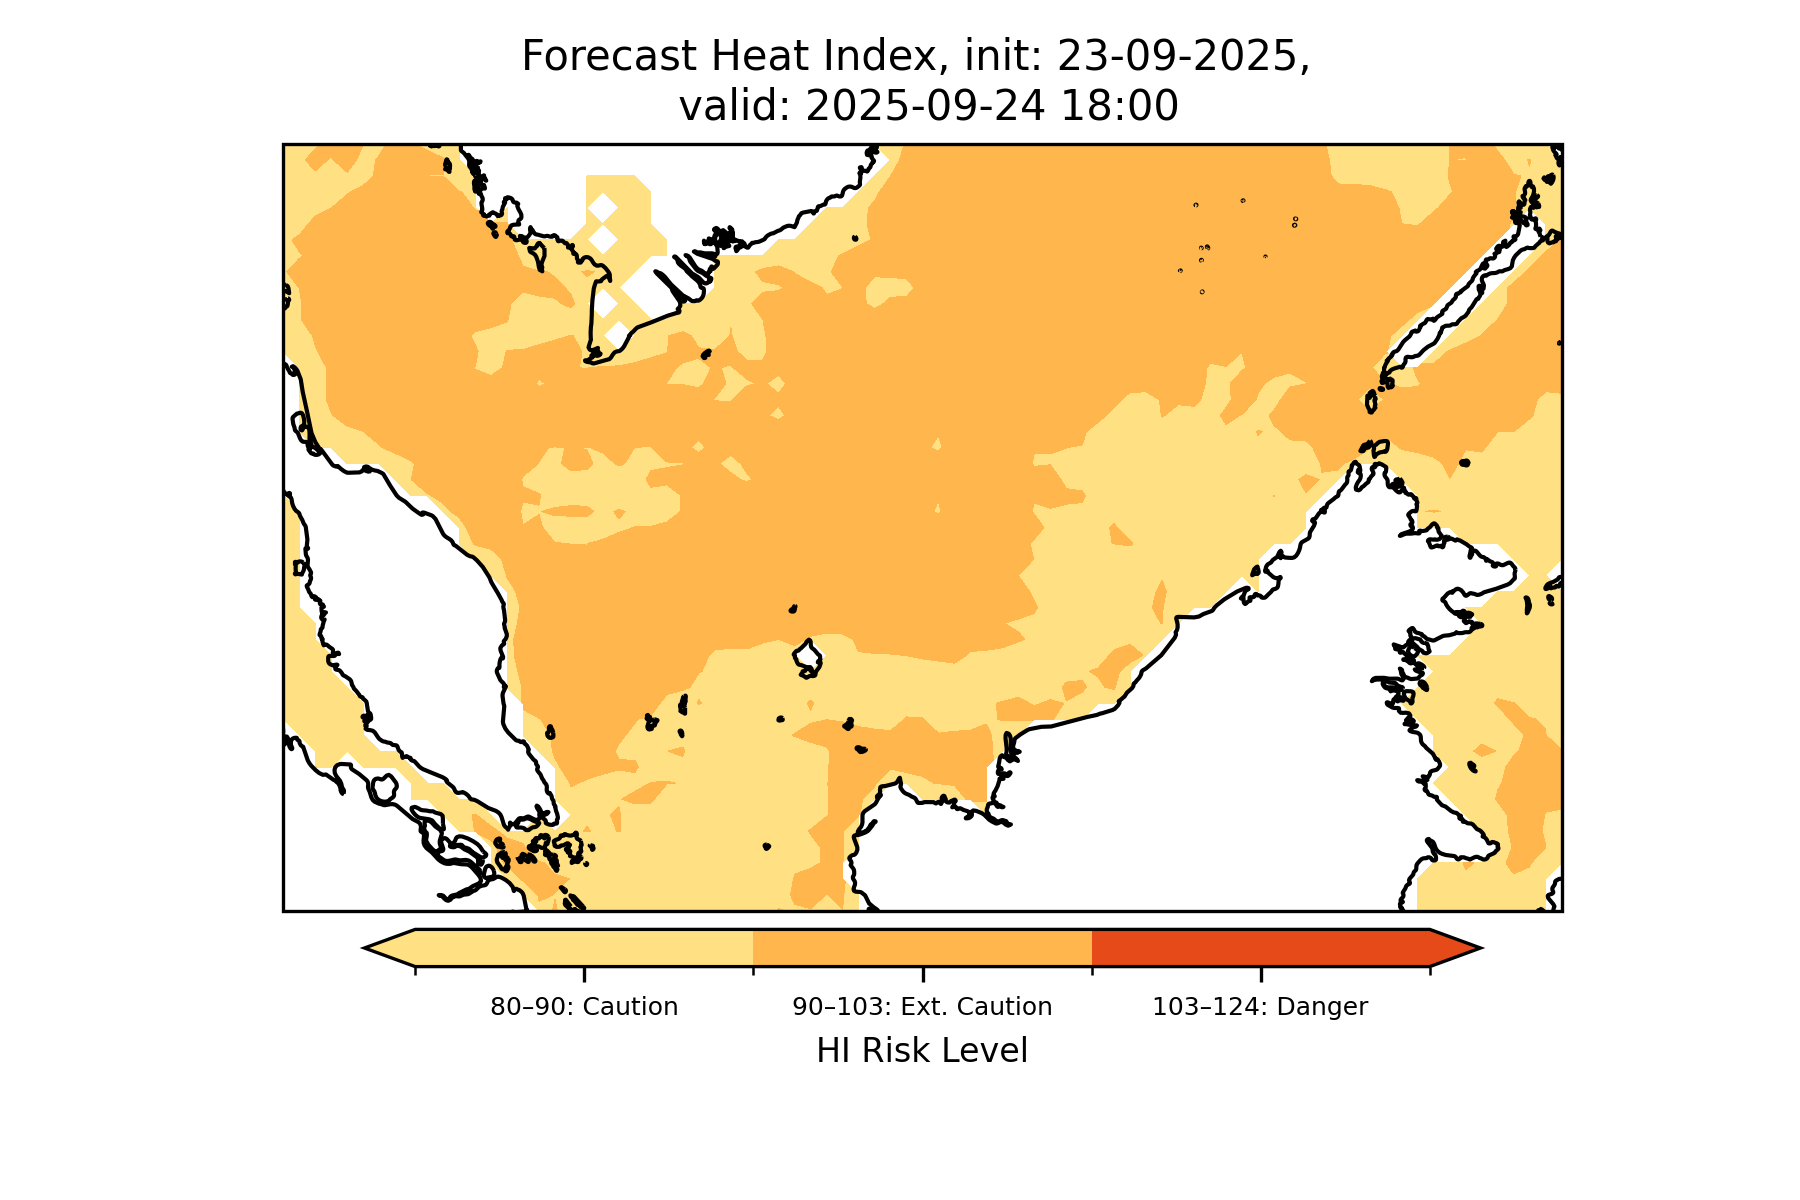 Forecast Heat Index, init: 23-09-2025,
valid: 2025-09-24 18:00
80–90: Caution
90–103: Ext. Caution
103–124: Danger
HI Risk Level